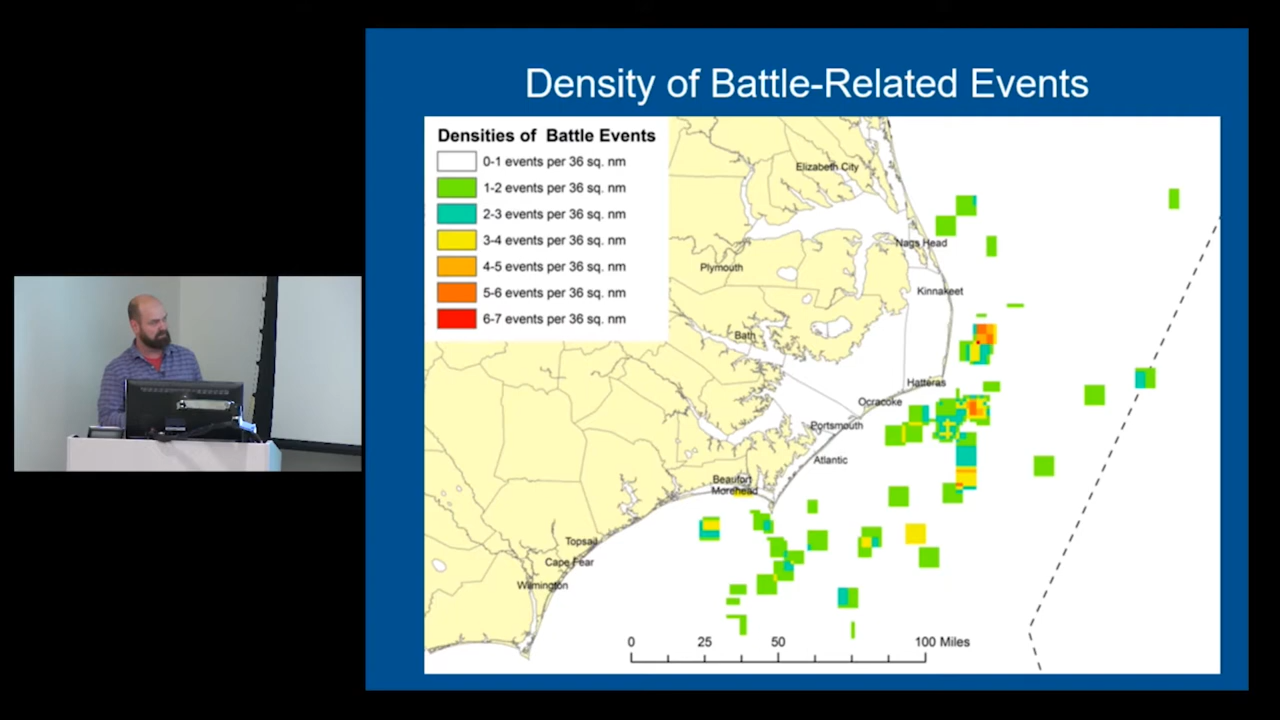 Density of Battle-Related Events
Densities of Battle Events
0-1 events per 36 sq. nm
1-2 events per 36 sq. nm
2-3 events per 36 sq. nm
3-4 events per 36 sq. nm
4-5 events per 36 sq. nm
5-6 events per 36 sq. nm
6-7 events per 36 sq. nm
Elizabeth City
Nags Head
Plymouth
Kinnakeet
Bath
Hatteras
Ocracoke
Portsmouth
Atlantic
Beaufort
Morehead
Topsail
Cape Fear
Wilmington
0 25 50 100 Miles